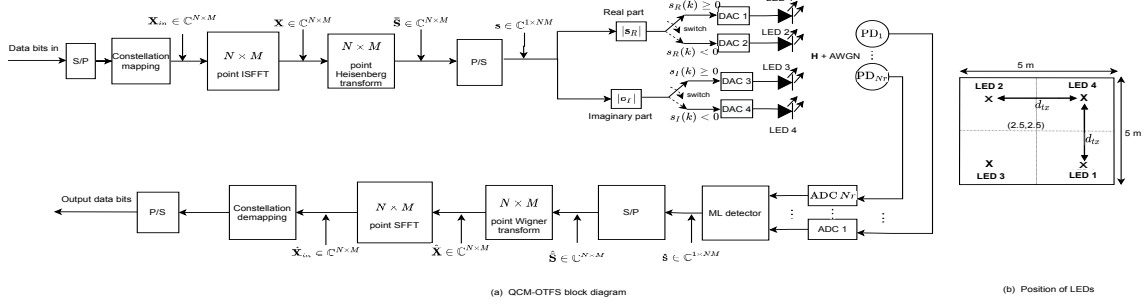 X_in ∈ ℂ^{N×M}
X ∈ ℂ^{N×M}
S̄ ∈ ℂ^{N×M}
s ∈ ℂ^{1×NM}
Data bits in
S/P
Constellation
mapping
N × M
point ISFFT
N × M
point Heisenberg
transform
P/S
Real part
|s_R|
Imaginary part
s_R(k) ≥ 0
switch
s_R(k) < 0
s_I(k) ≥ 0
switch
s_I(k) < 0
DAC 1
DAC 2
LED 2
DAC 3
LED 3
DAC 4
LED 4
PD_1
⋮
H + AWGN
PD_{Nr}
5 m
LED 2
LED 4
d_tx
(2.5,2.5)
d_tx
5 m
LED 3
LED 1
Output data bits
P/S
Constellation
demapping
N × M
point SFFT
N × M
point Wigner
transform
S/P
ML detector
ADC Nr
⋮ ⋮ ⋮
ADC 1
X̂_in ∈ ℂ^{N×M}
X̂ ∈ ℂ^{N×M}
Ŝ ∈ ℂ^{N×M}
ŝ ∈ ℂ^{1×NM}
(a) QCM-OTFS block diagram
(b) Position of LEDs